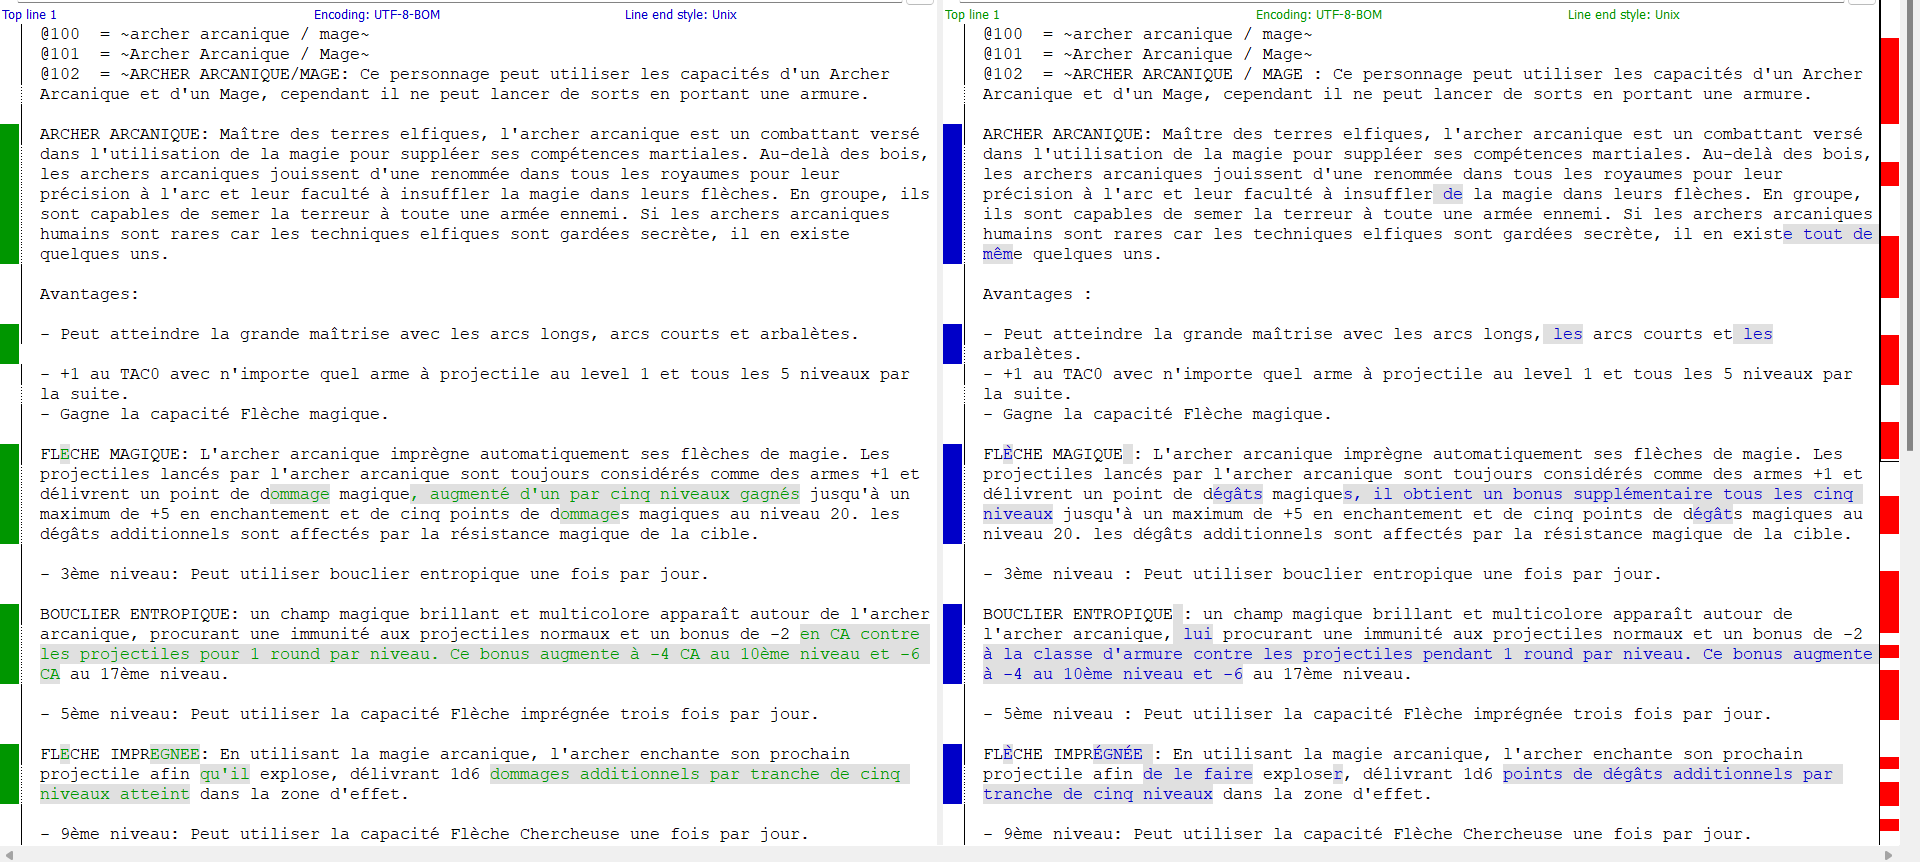 Top line 1 Encoding: UTF-8-BOM Line end style: Unix
@100 = ~archer arcanique / mage~
@101 = ~Archer Arcanique / Mage~
@102 = ~ARCHER ARCANIQUE/MAGE: Ce personnage peut utiliser les capacités d'un Archer
Arcanique et d'un Mage, cependant il ne peut lancer de sorts en portant une armure.
ARCHER ARCANIQUE: Maître des terres elfiques, l'archer arcanique est un combattant versé
dans l'utilisation de la magie pour suppléer ses compétences martiales. Au-delà des bois,
les archers arcaniques jouissent d'une renommée dans tous les royaumes pour leur
précision à l'arc et leur faculté à insuffler la magie dans leurs flèches. En groupe, ils
sont capables de semer la terreur à toute une armée ennemi. Si les archers arcaniques
humains sont rares car les techniques elfiques sont gardées secrète, il en existe
quelques uns.
Avantages:
- Peut atteindre la grande maîtrise avec les arcs longs, arcs courts et arbalètes.
- +1 au TAC0 avec n'importe quel arme à projectile au level 1 et tous les 5 niveaux par
la suite.
- Gagne la capacité Flèche magique.
FLECHE MAGIQUE: L'archer arcanique imprègne automatiquement ses flèches de magie. Les
projectiles lancés par l'archer arcanique sont toujours considérés comme des armes +1 et
délivrent un point de dommage magique, augmenté d'un par cinq niveaux gagnés jusqu'à un
maximum de +5 en enchantement et de cinq points de dommages magiques au niveau 20. les
dégâts additionnels sont affectés par la résistance magique de la cible.
- 3ème niveau: Peut utiliser bouclier entropique une fois par jour.
BOUCLIER ENTROPIQUE: un champ magique brillant et multicolore apparaît autour de l'archer
arcanique, procurant une immunité aux projectiles normaux et un bonus de -2 en CA contre
les projectiles pour 1 round par niveau. Ce bonus augmente à -4 CA au 10ème niveau et -6
CA au 17ème niveau.
- 5ème niveau: Peut utiliser la capacité Flèche imprégnée trois fois par jour.
FLECHE IMPREGNEE: En utilisant la magie arcanique, l'archer enchante son prochain
projectile afin qu'il explose, délivrant 1d6 dommages additionnels par tranche de cinq
niveaux atteint dans la zone d'effet.
- 9ème niveau: Peut utiliser la capacité Flèche Chercheuse une fois par jour.
Top line 1 Encoding: UTF-8-BOM Line end style: Unix
@100 = ~archer arcanique / mage~
@101 = ~Archer Arcanique / Mage~
@102 = ~ARCHER ARCANIQUE / MAGE : Ce personnage peut utiliser les capacités d'un Archer
Arcanique et d'un Mage, cependant il ne peut lancer de sorts en portant une armure.
ARCHER ARCANIQUE: Maître des terres elfiques, l'archer arcanique est un combattant versé
dans l'utilisation de la magie pour suppléer ses compétences martiales. Au-delà des bois,
les archers arcaniques jouissent d'une renommée dans tous les royaumes pour leur
précision à l'arc et leur faculté à insuffler de la magie dans leurs flèches. En groupe,
ils sont capables de semer la terreur à toute une armée ennemi. Si les archers arcaniques
humains sont rares car les techniques elfiques sont gardées secrète, il en existe tout de
même quelques uns.
Avantages :
- Peut atteindre la grande maîtrise avec les arcs longs, les arcs courts et les
arbalètes.
- +1 au TAC0 avec n'importe quel arme à projectile au level 1 et tous les 5 niveaux par
la suite.
- Gagne la capacité Flèche magique.
FLÈCHE MAGIQUE : L'archer arcanique imprègne automatiquement ses flèches de magie. Les
projectiles lancés par l'archer arcanique sont toujours considérés comme des armes +1 et
délivrent un point de dégâts magiques, il obtient un bonus supplémentaire tous les cinq
niveaux jusqu'à un maximum de +5 en enchantement et de cinq points de dégâts magiques au
niveau 20. les dégâts additionnels sont affectés par la résistance magique de la cible.
- 3ème niveau : Peut utiliser bouclier entropique une fois par jour.
BOUCLIER ENTROPIQUE : un champ magique brillant et multicolore apparaît autour de
l'archer arcanique, lui procurant une immunité aux projectiles normaux et un bonus de -2
à la classe d'armure contre les projectiles pendant 1 round par niveau. Ce bonus augmente
à -4 au 10ème niveau et -6 au 17ème niveau.
- 5ème niveau : Peut utiliser la capacité Flèche imprégnée trois fois par jour.
FLÈCHE IMPRÉGNÉE : En utilisant la magie arcanique, l'archer enchante son prochain
projectile afin de le faire exploser, délivrant 1d6 points de dégâts additionnels par
tranche de cinq niveaux dans la zone d'effet.
- 9ème niveau: Peut utiliser la capacité Flèche Chercheuse une fois par jour.